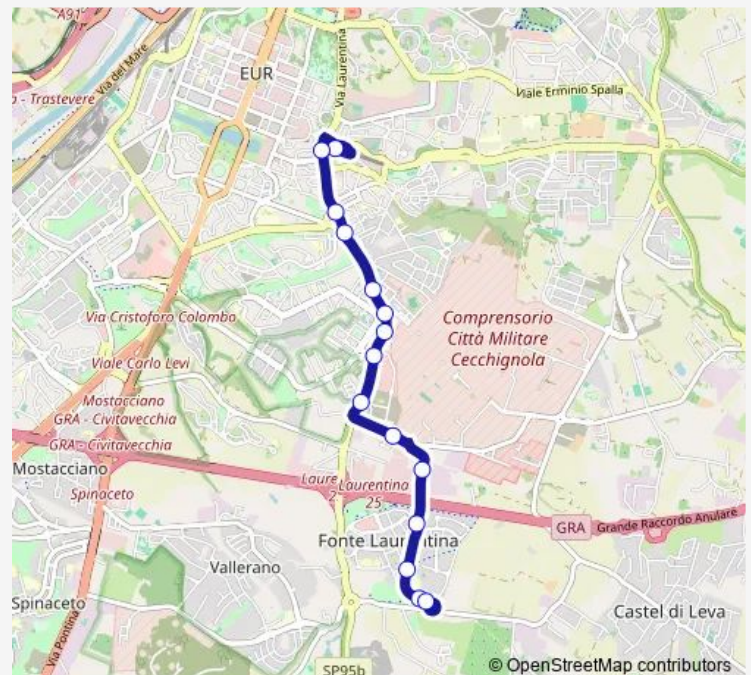 A91
EUR
Via del Mare
Via Laurentina
a - Trastevere
Viale Erminio Spalla
Via Cristoforo Colombo
Comprensorio
Città Militare
Cecchignola
Viale Carlo Levi
Mostacciano
GRA - Civitavecchia
GRA - Civitavecchia
Mostacciano
Spinaceto
Laurentina
25
GRA
Grande Raccordo Anulare
Fonte Laurentina
Vallerano
Spinaceto
Castel di Leva
Via Pontina
SP95b
© OpenStreetMap contributors